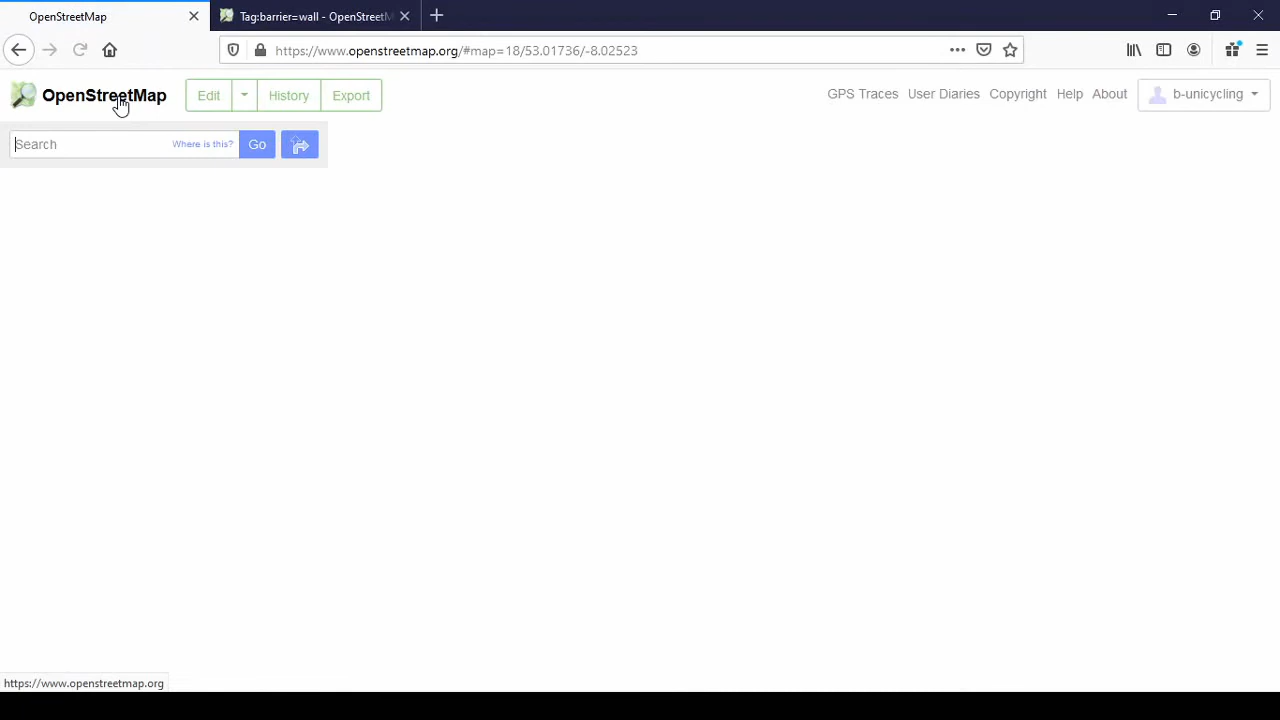 OpenStreetMap
Tag:barrier=wall - OpenStreetM
https://www.openstreetmap.org/#map=18/53.01736/-8.02523
OpenStreetMap
Edit
History
Export
GPS Traces
User Diaries
Copyright
Help
About
b-unicycling
Search
Where is this?
Go
https://www.openstreetmap.org